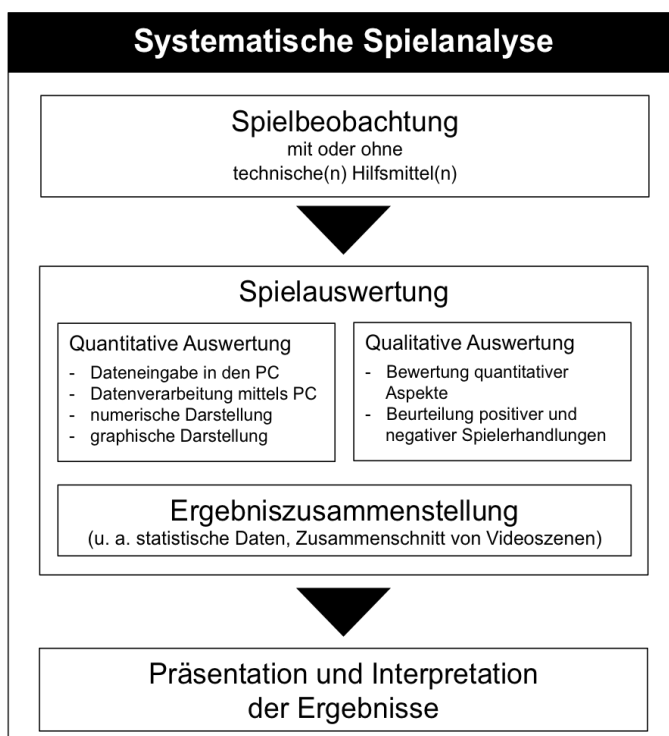 Systematische Spielanalyse
Spielbeobachtung
mit oder ohne
technische(n) Hilfsmittel(n)
Spielauswertung
Quantitative Auswertung
- Dateneingabe in den PC
- Datenverarbeitung mittels PC
- numerische Darstellung
- graphische Darstellung
Qualitative Auswertung
- Bewertung quantitativer
Aspekte
- Beurteilung positiver und
negativer Spielerhandlungen
Ergebniszusammenstellung
(u. a. statistische Daten, Zusammenschnitt von Videoszenen)
Präsentation und Interpretation
der Ergebnisse